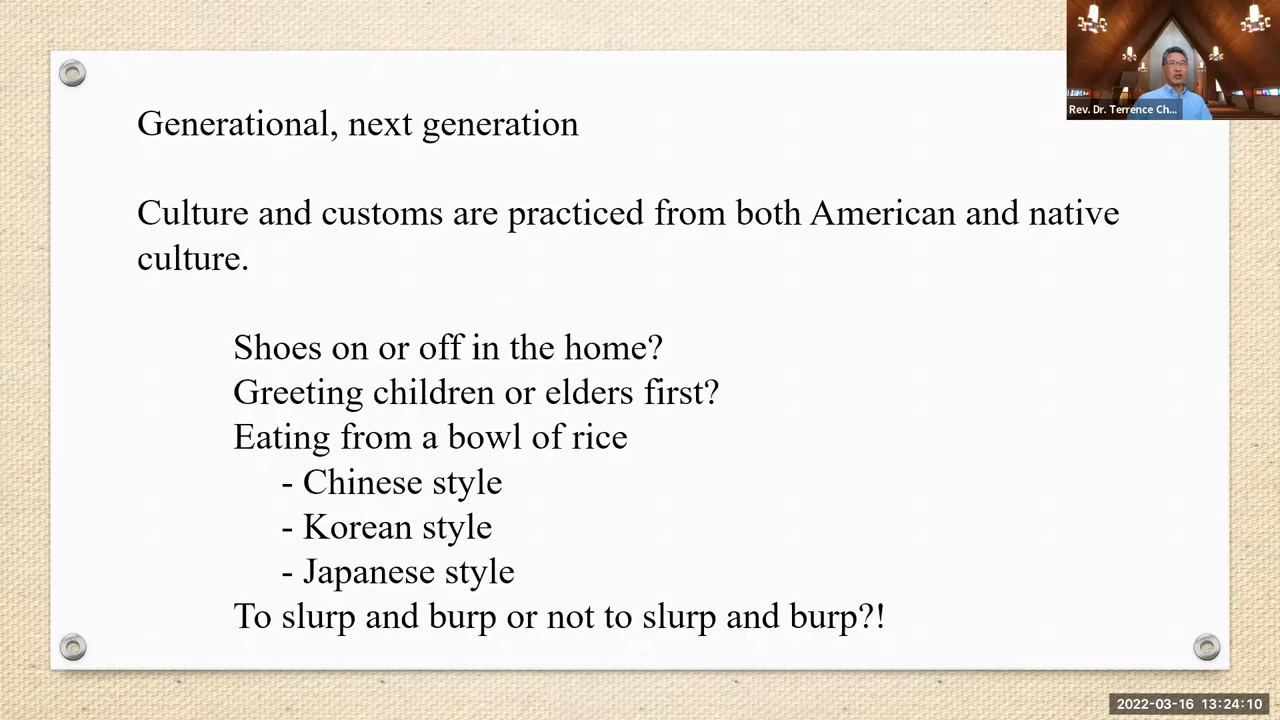 Rev. Dr. Terrence Ch...
Generational, next generation
Culture and customs are practiced from both American and native
culture.
Shoes on or off in the home?
Greeting children or elders first?
Eating from a bowl of rice
- Chinese style
- Korean style
- Japanese style
To slurp and burp or not to slurp and burp?!
2022-03-16 13:24:10